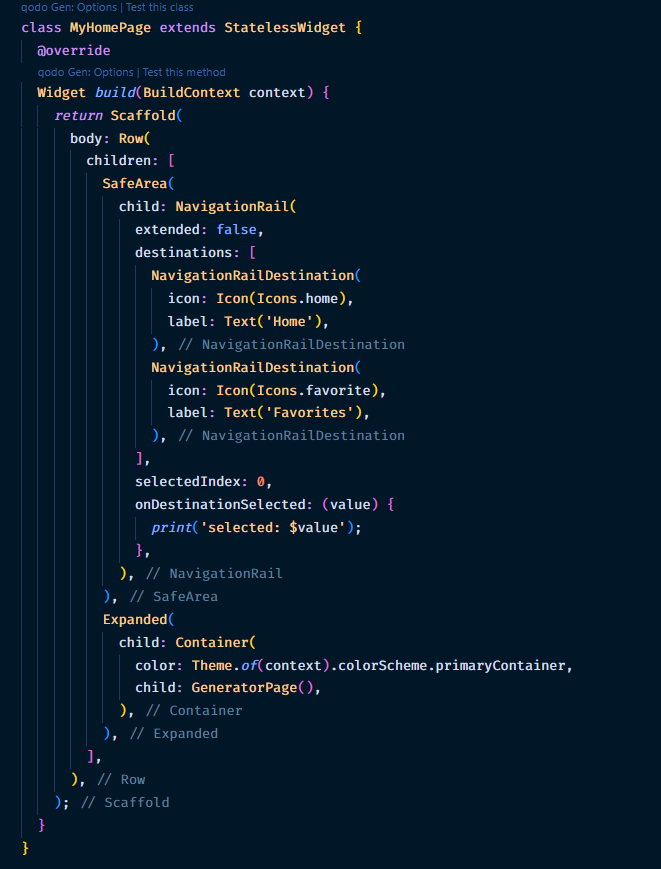 qodo Gen: Options | Test this class
class MyHomePage extends StatelessWidget {
  @override
  qodo Gen: Options | Test this method
  Widget build(BuildContext context) {
    return Scaffold(
      body: Row(
        children: [
          SafeArea(
            child: NavigationRail(
              extended: false,
              destinations: [
                NavigationRailDestination(
                  icon: Icon(Icons.home),
                  label: Text('Home'),
                ), // NavigationRailDestination
                NavigationRailDestination(
                  icon: Icon(Icons.favorite),
                  label: Text('Favorites'),
                ), // NavigationRailDestination
              ],
              selectedIndex: 0,
              onDestinationSelected: (value) {
                print('selected: $value');
              },
            ), // NavigationRail
          ), // SafeArea
          Expanded(
            child: Container(
              color: Theme.of(context).colorScheme.primaryContainer,
              child: GeneratorPage(),
            ), // Container
          ), // Expanded
        ],
      ), // Row
    ); // Scaffold
  }
}